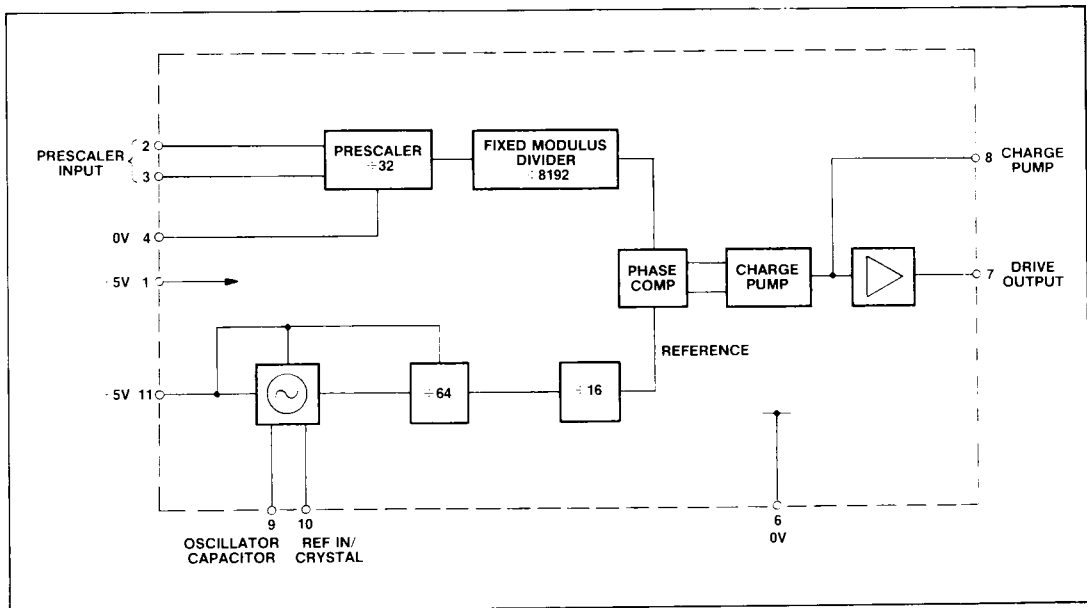 PRESCALER
INPUT
2
3
PRESCALER
÷32
FIXED MODULUS
DIVIDER
÷8192
8 CHARGE
PUMP
0V 4
5V 1
PHASE
COMP
CHARGE
PUMP
7 DRIVE
OUTPUT
REFERENCE
5V 11
÷64
÷16
9
OSCILLATOR
CAPACITOR
10
REF IN/
CRYSTAL
6
0V